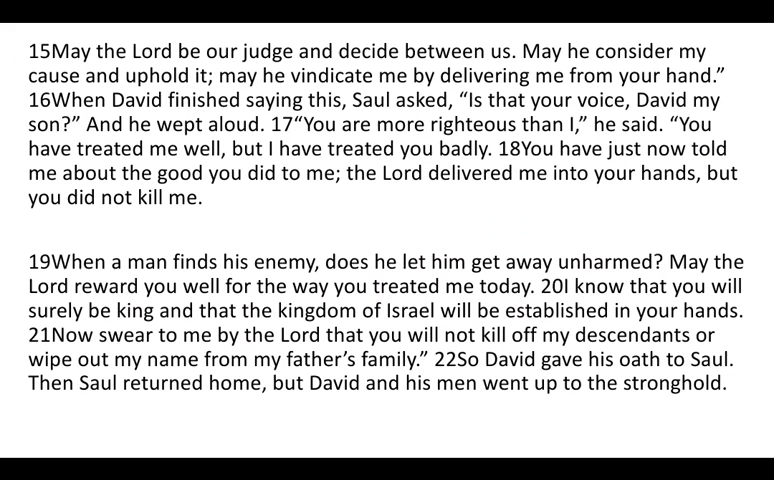 15May the Lord be our judge and decide between us. May he consider my
cause and uphold it; may he vindicate me by delivering me from your hand.”
16When David finished saying this, Saul asked, “Is that your voice, David my
son?” And he wept aloud. 17“You are more righteous than I,” he said. “You
have treated me well, but I have treated you badly. 18You have just now told
me about the good you did to me; the Lord delivered me into your hands, but
you did not kill me.
19When a man finds his enemy, does he let him get away unharmed? May the
Lord reward you well for the way you treated me today. 20I know that you will
surely be king and that the kingdom of Israel will be established in your hands.
21Now swear to me by the Lord that you will not kill off my descendants or
wipe out my name from my father’s family.” 22So David gave his oath to Saul.
Then Saul returned home, but David and his men went up to the stronghold.